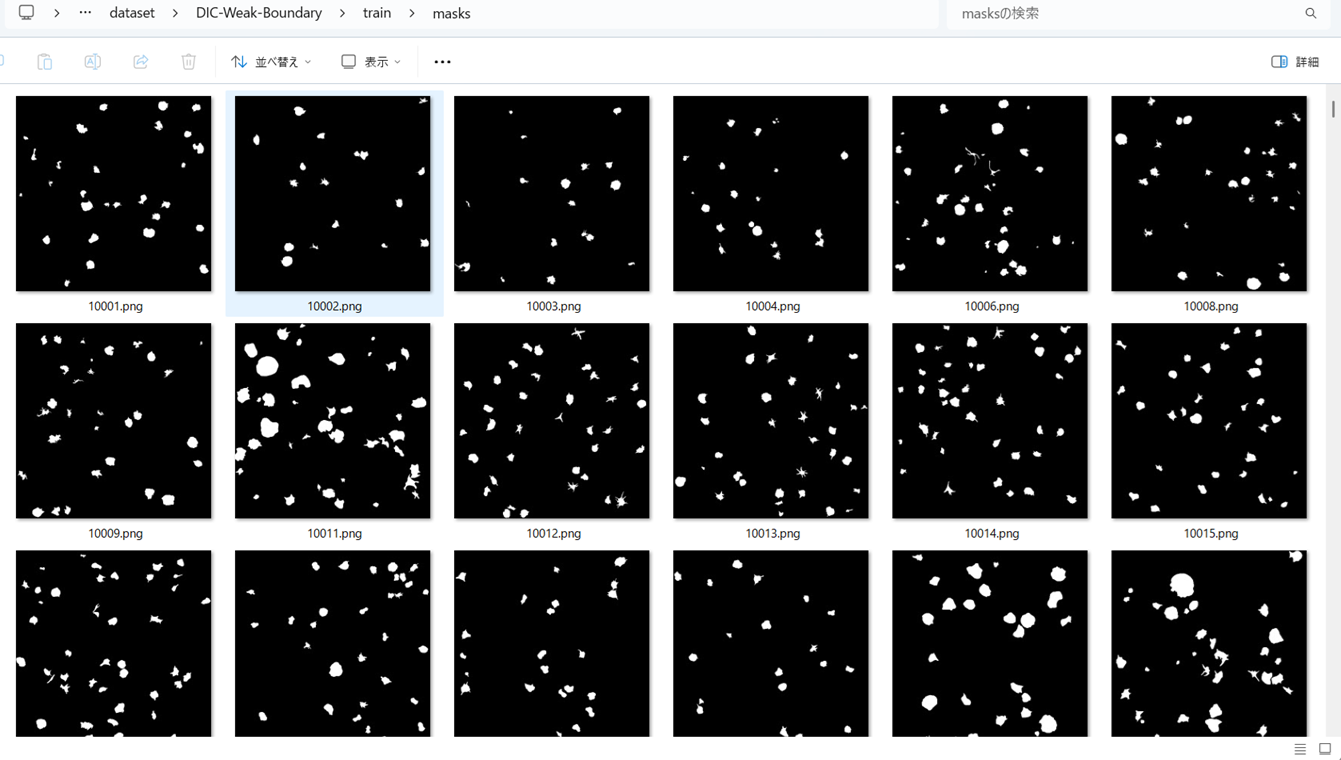 dataset > DIC-Weak-Boundary > train > masks
masksの検索
並べ替え
表示
詳細
10001.png 10002.png 10003.png 10004.png 10006.png 10008.png
10009.png 10011.png 10012.png 10013.png 10014.png 10015.png